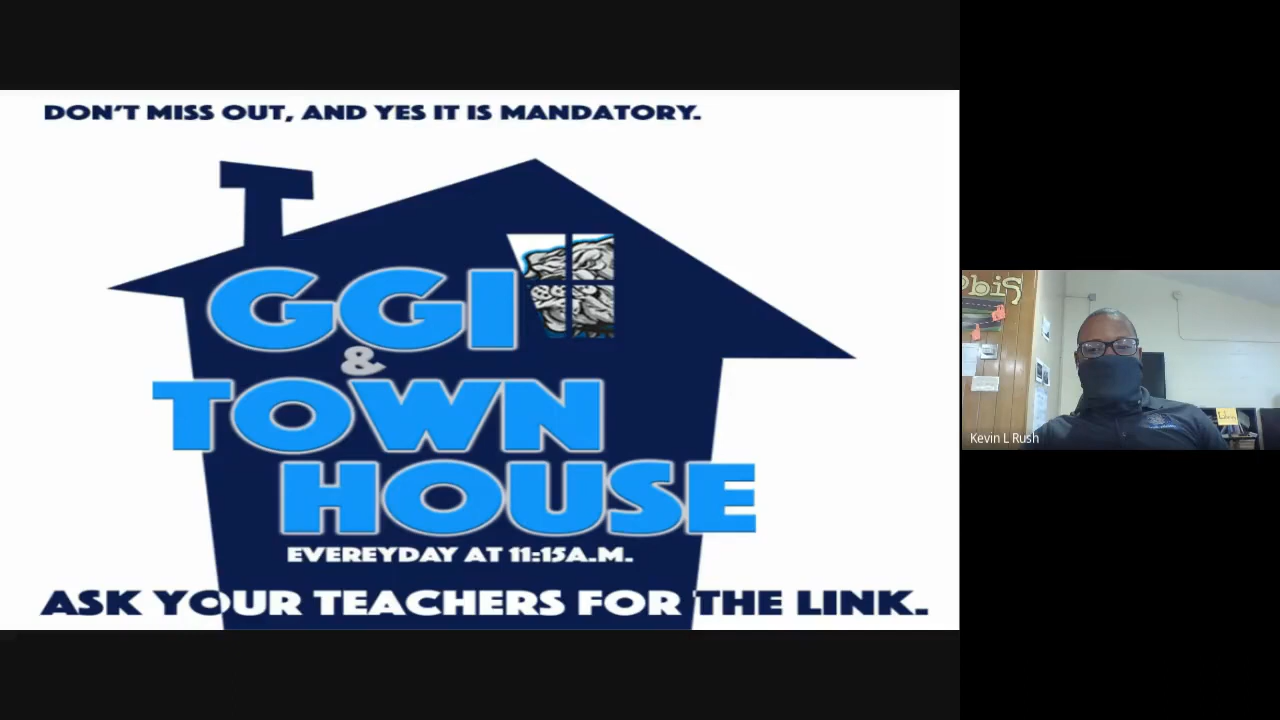 DON'T MISS OUT, AND YES IT IS MANDATORY.
GGI
&
TOWN
HOUSE
EVEREYDAY AT 11:15A.M.
ASK YOUR TEACHERS FOR THE LINK.
Kevin L Rush